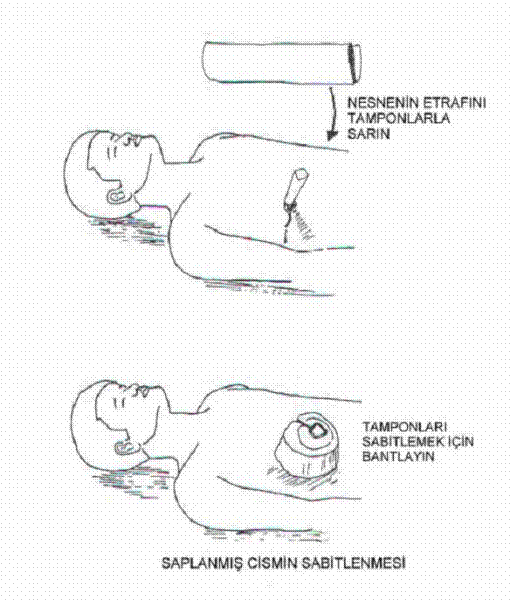 NESNENİN ETRAFINI
TAMPONLARLA
SARIN
TAMPONLARI
SABİTLEMEK İÇİN
BANTLAYIN
SAPLANMIŞ CİSMİN SABİTLENMESİ